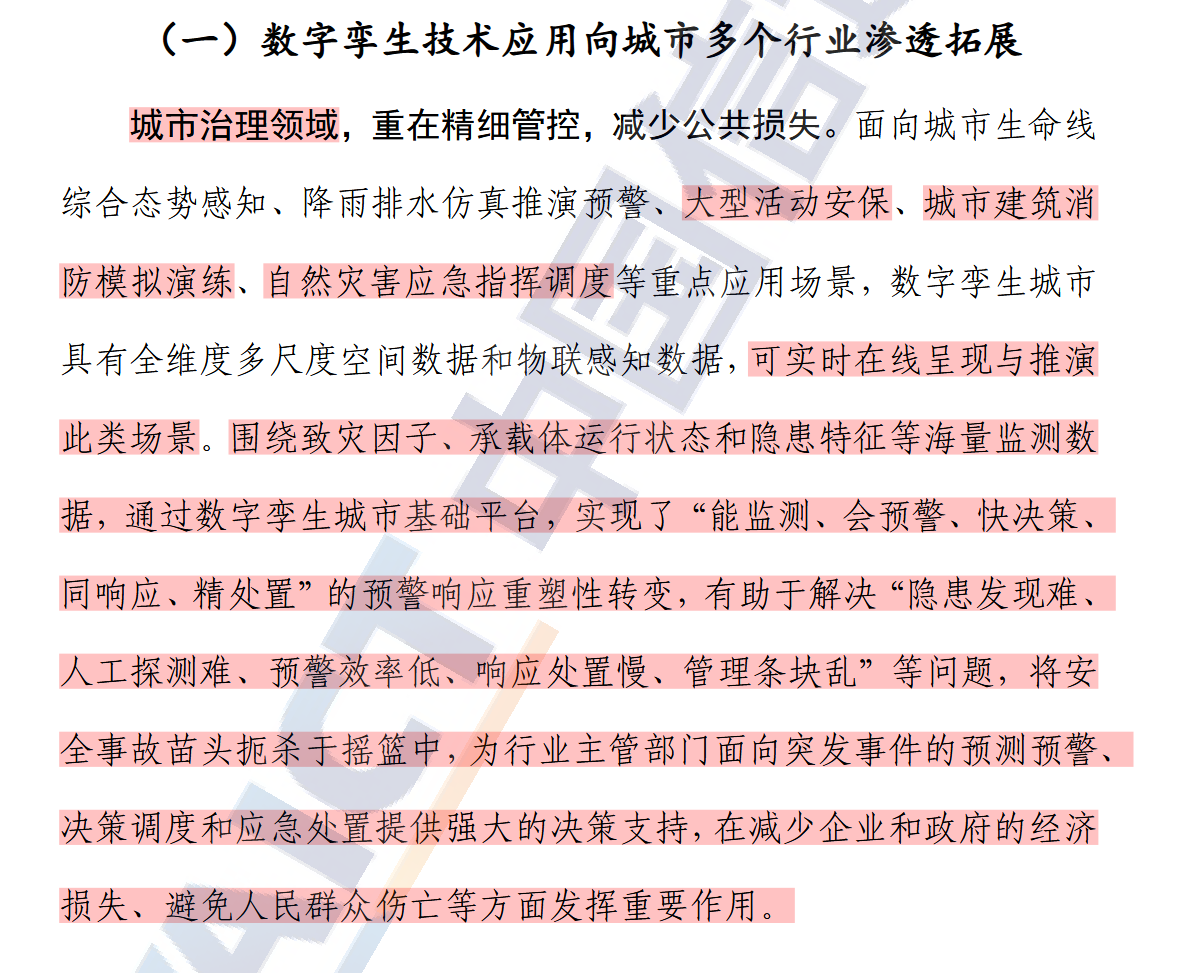 （一）数字孪生技术应用向城市多个行业渗透拓展
城市治理领域，重在精细管控，减少公共损失。面向城市生命线
综合态势感知、降雨排水仿真推演预警、大型活动安保、城市建筑消
防模拟演练、自然灾害应急指挥调度等重点应用场景，数字孪生城市
具有全维度多尺度空间数据和物联感知数据，可实时在线呈现与推演
此类场景。围绕致灾因子、承载体运行状态和隐患特征等海量监测数
据，通过数字孪生城市基础平台，实现了“能监测、会预警、快决策、
同响应、精处置”的预警响应重塑性转变，有助于解决“隐患发现难、
人工探测难、预警效率低、响应处置慢、管理条块乱”等问题，将安
全事故苗头扼杀于摇篮中，为行业主管部门面向突发事件的预测预警、
决策调度和应急处置提供强大的决策支持，在减少企业和政府的经济
损失、避免人民群众伤亡等方面发挥重要作用。
AICT 中国信